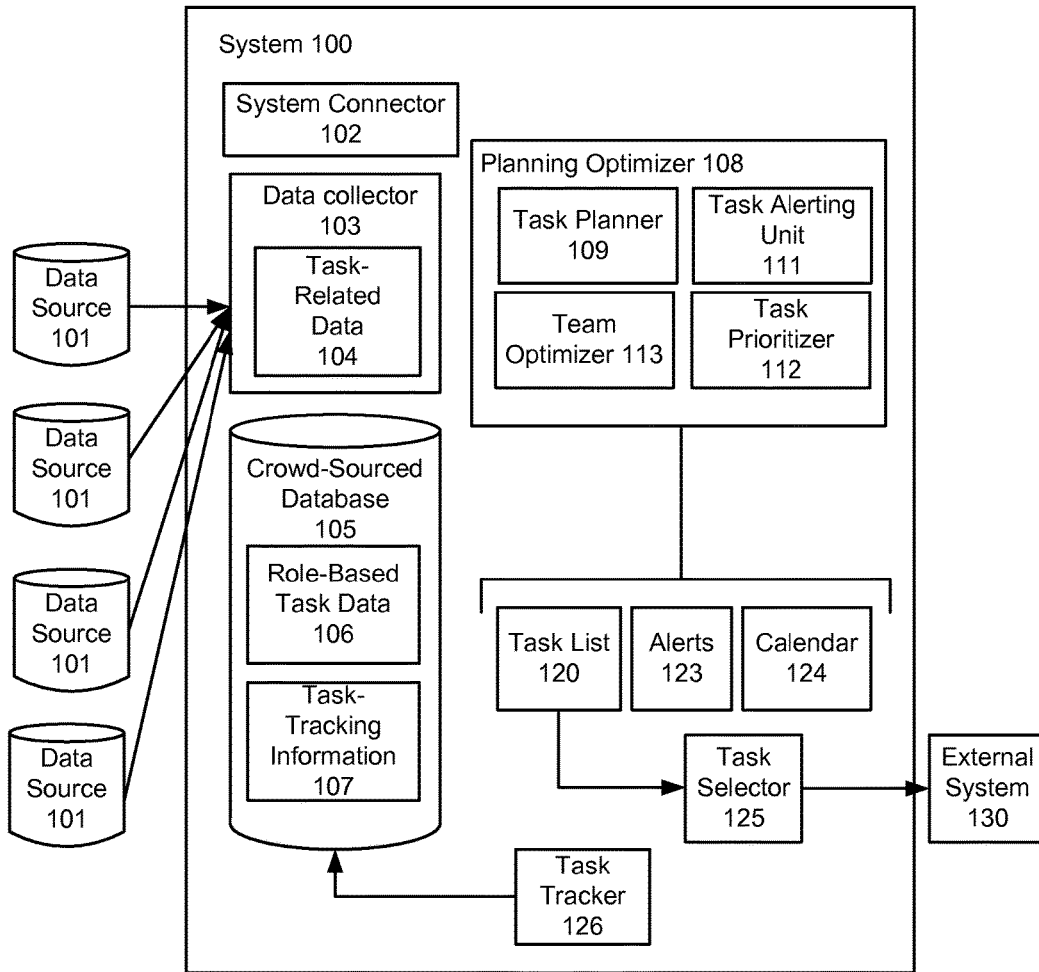 System 100
System Connector
102
Data collector
103
Task-
Related
Data
104
Data
Source
101
Data
Source
101
Data
Source
101
Data
Source
101
Crowd-Sourced
Database
105
Role-Based
Task Data
106
Task-
Tracking
Information
107
Planning Optimizer 108
Task Planner
109
Task Alerting
Unit
111
Team
Optimizer 113
Task
Prioritizer
112
Task List
120
Alerts
123
Calendar
124
Task
Selector
125
External
System
130
Task
Tracker
126